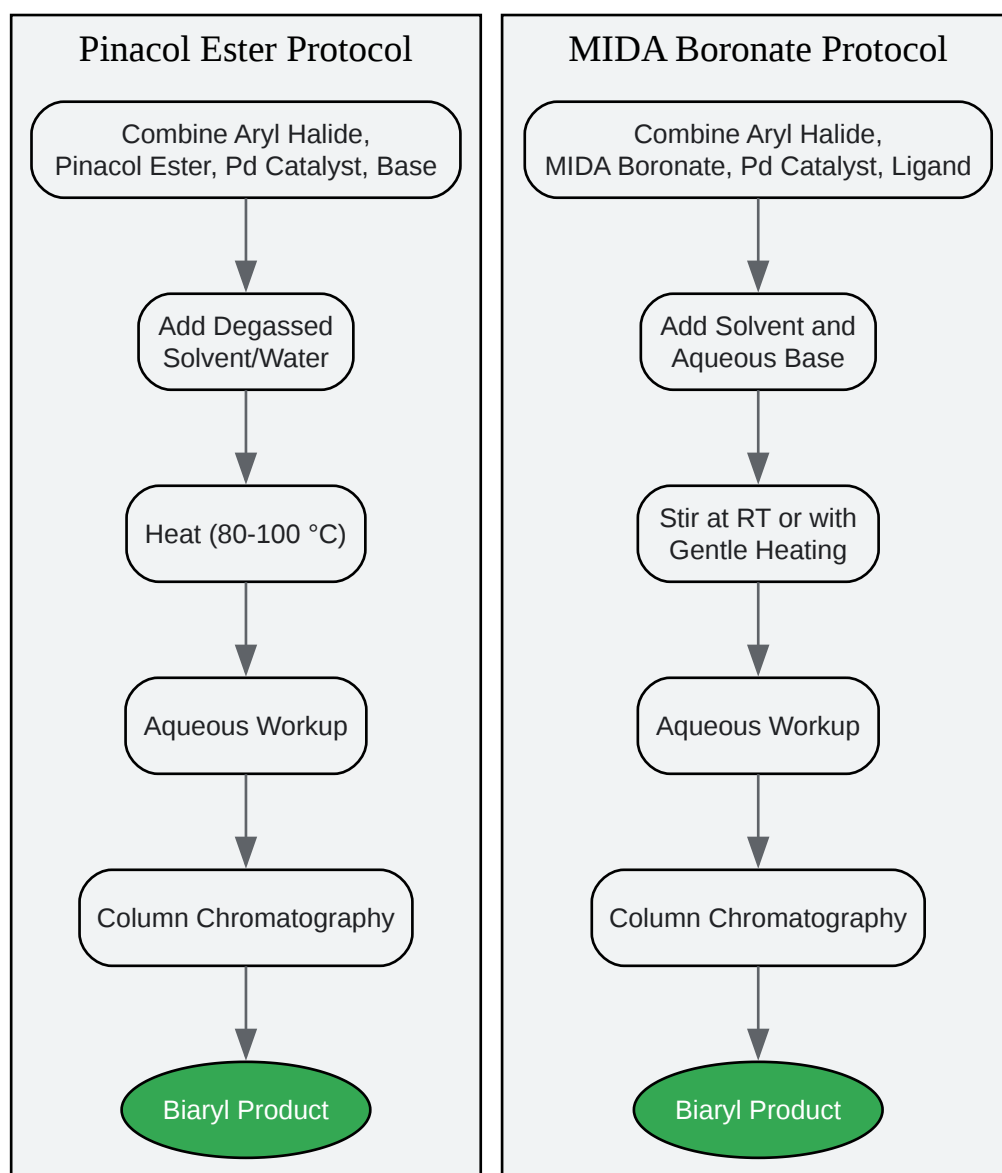 Pinacol Ester Protocol
Combine Aryl Halide,
Pinacol Ester, Pd Catalyst, Base
Add Degassed
Solvent/Water
Heat (80-100 °C)
Aqueous Workup
Column Chromatography
Biaryl Product
MIDA Boronate Protocol
Combine Aryl Halide,
MIDA Boronate, Pd Catalyst, Ligand
Add Solvent and
Aqueous Base
Stir at RT or with
Gentle Heating
Aqueous Workup
Column Chromatography
Biaryl Product